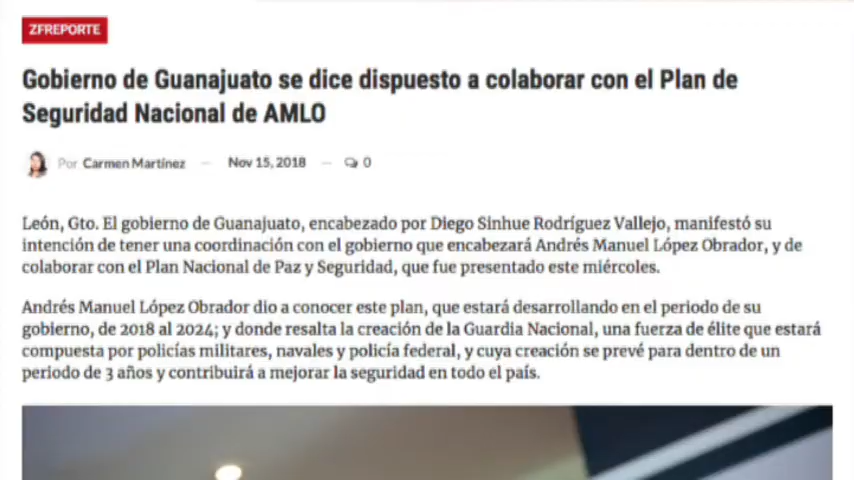 ZFREPORTE
Gobierno de Guanajuato se dice dispuesto a colaborar con el Plan de
Seguridad Nacional de AMLO
Por Carmen Martínez — Nov 15, 2018 — 0
León, Gto. El gobierno de Guanajuato, encabezado por Diego Sinhue Rodríguez Vallejo, manifestó su
intención de tener una coordinación con el gobierno que encabezará Andrés Manuel López Obrador, y de
colaborar con el Plan Nacional de Paz y Seguridad, que fue presentado este miércoles.
Andrés Manuel López Obrador dio a conocer este plan, que estará desarrollando en el periodo de su
gobierno, de 2018 al 2024; y donde resalta la creación de la Guardia Nacional, una fuerza de élite que estará
compuesta por policías militares, navales y policía federal, y cuya creación se prevé para dentro de un
periodo de 3 años y contribuirá a mejorar la seguridad en todo el país.